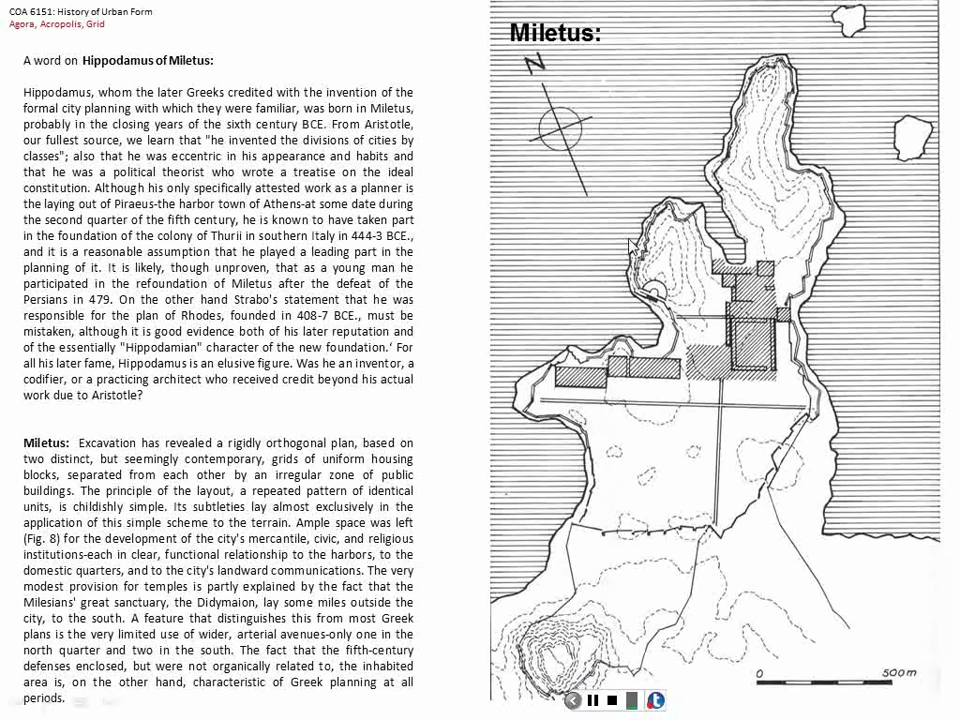 COA 6151: History of Urban Form
Agora, Acropolis, Grid
A word on Hippodamus of Miletus:
Hippodamus, whom the later Greeks credited with the invention of the
formal city planning with which they were familiar, was born in Miletus,
probably in the closing years of the sixth century BCE. From Aristotle,
our fullest source, we learn that "he invented the divisions of cities by
classes"; also that he was eccentric in his appearance and habits and
that he was a political theorist who wrote a treatise on the ideal
constitution. Although his only specifically attested work as a planner is
the laying out of Piraeus-the harbor town of Athens-at some date during
the second quarter of the fifth century, he is known to have taken part
in the foundation of the colony of Thurii in southern Italy in 444-3 BCE.,
and it is a reasonable assumption that he played a leading part in the
planning of it. It is likely, though unproven, that as a young man he
participated in the refoundation of Miletus after the defeat of the
Persians in 479. On the other hand Strabo's statement that he was
responsible for the plan of Rhodes, founded in 408-7 BCE., must be
mistaken, although it is good evidence both of his later reputation and
of the essentially "Hippodamian" character of the new foundation.‘ For
all his later fame, Hippodamus is an elusive figure. Was he an inventor, a
codifier, or a practicing architect who received credit beyond his actual
work due to Aristotle?
Miletus: Excavation has revealed a rigidly orthogonal plan, based on
two distinct, but seemingly contemporary, grids of uniform housing
blocks, separated from each other by an irregular zone of public
buildings. The principle of the layout, a repeated pattern of identical
units, is childishly simple. Its subtleties lay almost exclusively in the
application of this simple scheme to the terrain. Ample space was left
(Fig. 8) for the development of the city's mercantile, civic, and religious
institutions-each in clear, functional relationship to the harbors, to the
domestic quarters, and to the city's landward communications. The very
modest provision for temples is partly explained by the fact that the
Milesians' great sanctuary, the Didymaion, lay some miles outside the
city, to the south. A feature that distinguishes this from most Greek
plans is the very limited use of wider, arterial avenues-only one in the
north quarter and two in the south. The fact that the fifth-century
defenses enclosed, but were not organically related to, the inhabited
area is, on the other hand, characteristic of Greek planning at all
periods.
Miletus:
N
0 500m